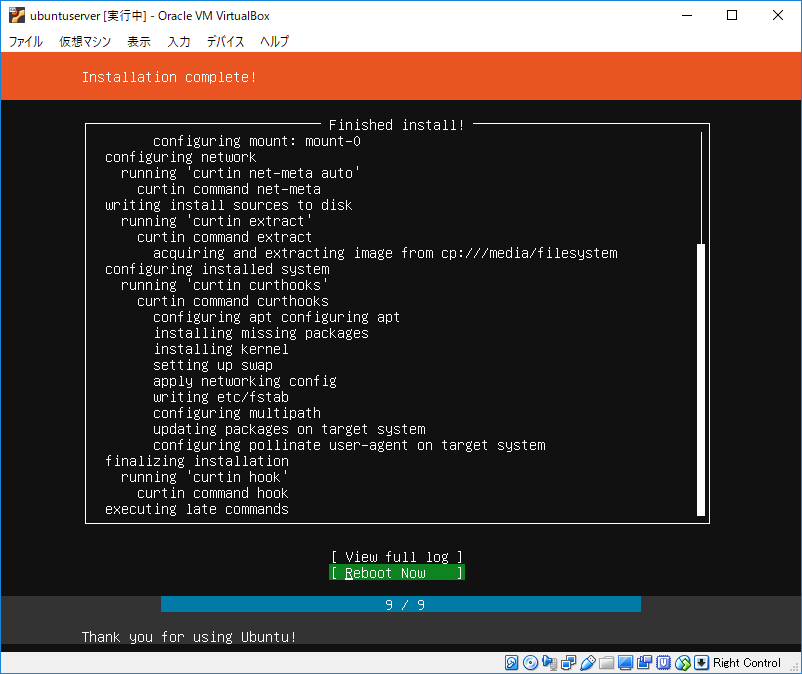 ubuntuserver [実行中] - Oracle VM VirtualBox
ファイル 仮想マシン 表示 入力 デバイス ヘルプ
Installation complete!
Finished install!
configuring mount: mount-0
configuring network
running 'curtin net-meta auto'
curtin command net-meta
writing install sources to disk
running 'curtin extract'
curtin command extract
acquiring and extracting image from cp:///media/filesystem
configuring installed system
running 'curtin curthooks'
curtin command curthooks
configuring apt configuring apt
installing missing packages
installing kernel
setting up swap
apply networking config
writing etc/fstab
configuring multipath
updating packages on target system
configuring pollinate user-agent on target system
finalizing installation
running 'curtin hook'
curtin command hook
executing late commands
[ View full log ]
[ Reboot Now ]
9 / 9
Thank you for using Ubuntu!
Right Control